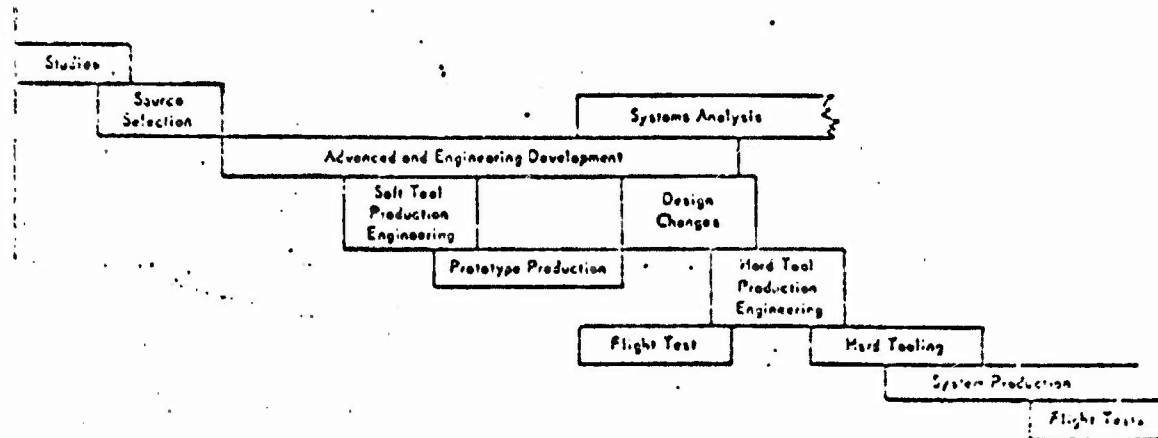 Studies
Source
Selection
Systems Analysis
Advanced and Engineering Development
Soft Tool
Production
Engineering
Design
Changes
Prototype Production
Hard Tool
Production
Engineering
Flight Test
Hard Tooling
System Production
Flight Tests